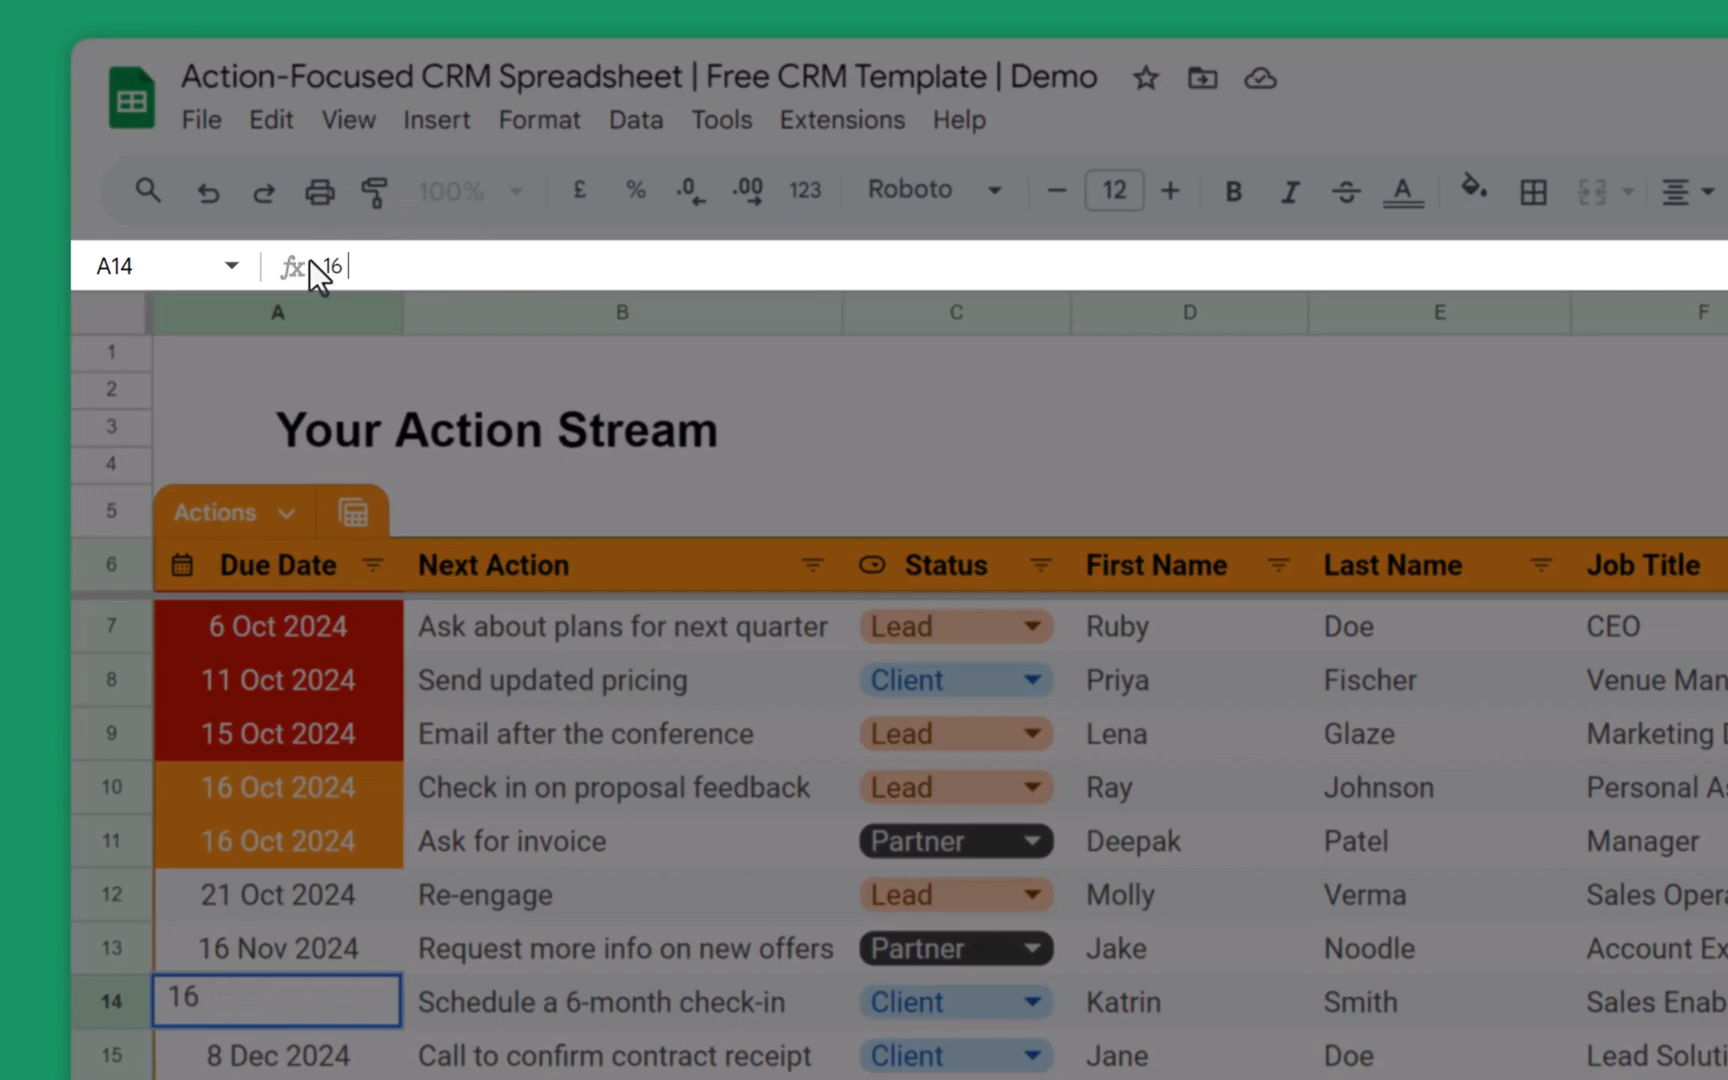 Action-Focused CRM Spreadsheet | Free CRM Template | Demo
File Edit View Insert Format Data Tools Extensions Help
100% £ % .0 .00 123 Roboto 12 B I A
A14 fx 16
A B C D E F
1
2
3 Your Action Stream
4
5 Actions
6 Due Date Next Action Status First Name Last Name Job Title
7 6 Oct 2024 Ask about plans for next quarter Lead Ruby Doe CEO
8 11 Oct 2024 Send updated pricing Client Priya Fischer Venue Man
9 15 Oct 2024 Email after the conference Lead Lena Glaze Marketing
10 16 Oct 2024 Check in on proposal feedback Lead Ray Johnson Personal As
11 16 Oct 2024 Ask for invoice Partner Deepak Patel Manager
12 21 Oct 2024 Re-engage Lead Molly Verma Sales Opera
13 16 Nov 2024 Request more info on new offers Partner Jake Noodle Account Ex
14 16 Schedule a 6-month check-in Client Katrin Smith Sales Enab
15 8 Dec 2024 Call to confirm contract receipt Client Jane Doe Lead Soluti